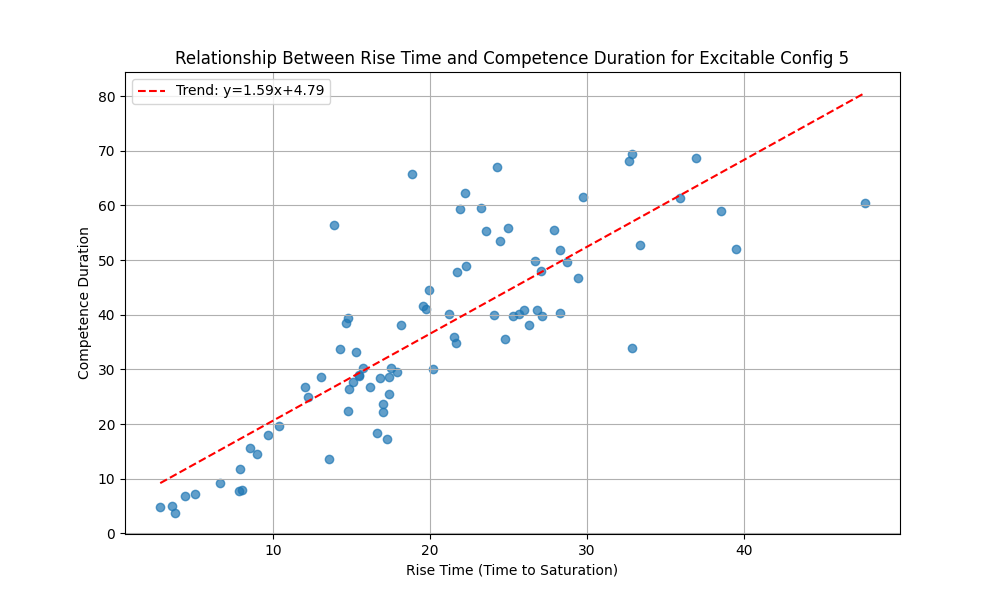 Relationship Between Rise Time and Competence Duration for Excitable Config 5
Trend: y=1.59x+4.79
80
70
60
50
40
30
20
10
0
Competence Duration
10 20 30 40
Rise Time (Time to Saturation)